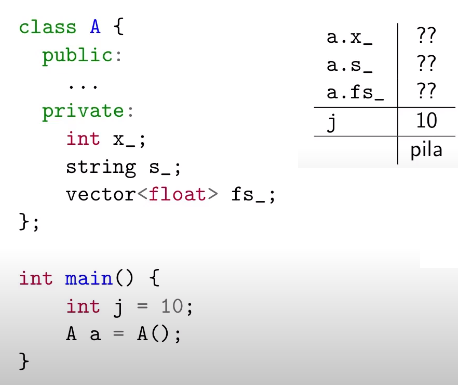 class A {
public:
...
private:
int x_;
string s_;
vector<float> fs_;
};
int main() {
int j = 10;
A a = A();
}
a.x_ ??
a.s_ ??
a.fs_ ??
j 10
pila